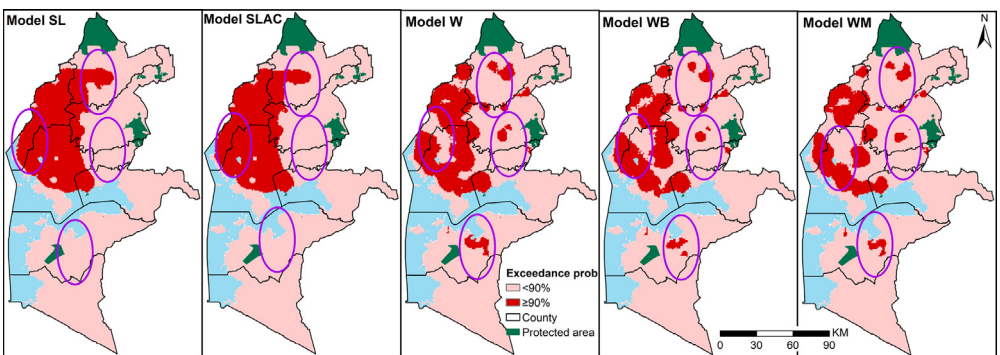 Model SL
Model SLAC
Model W
Model WB
Model WM
N
Exceedance prob
<90%
≥90%
County
Protected area
KM
0 15 30 60 90